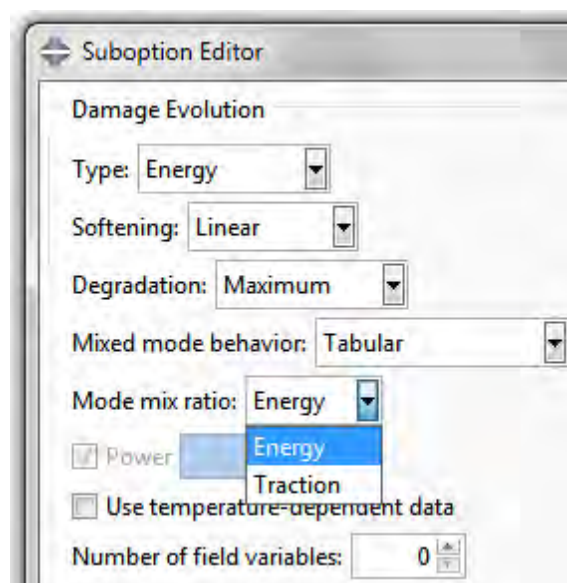 Suboption Editor
Damage Evolution
Type: Energy
Softening: Linear
Degradation: Maximum
Mixed mode behavior: Tabular
Mode mix ratio: Energy
Power Energy
Traction
Use temperature-dependent data
Number of field variables: 0